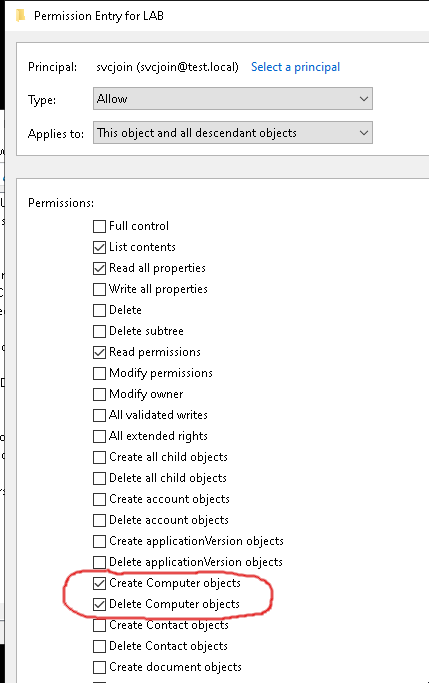 Permission Entry for LAB
Principal: svcjoin (svcjoin@test.local) Select a principal
Type: Allow
Applies to: This object and all descendant objects
Permissions:
Full control
List contents
Read all properties
Write all properties
Delete
Delete subtree
Read permissions
Modify permissions
Modify owner
All validated writes
All extended rights
Create all child objects
Delete all child objects
Create account objects
Delete account objects
Create applicationVersion objects
Delete applicationVersion objects
Create Computer objects
Delete Computer objects
Create Contact objects
Delete Contact objects
Create document objects